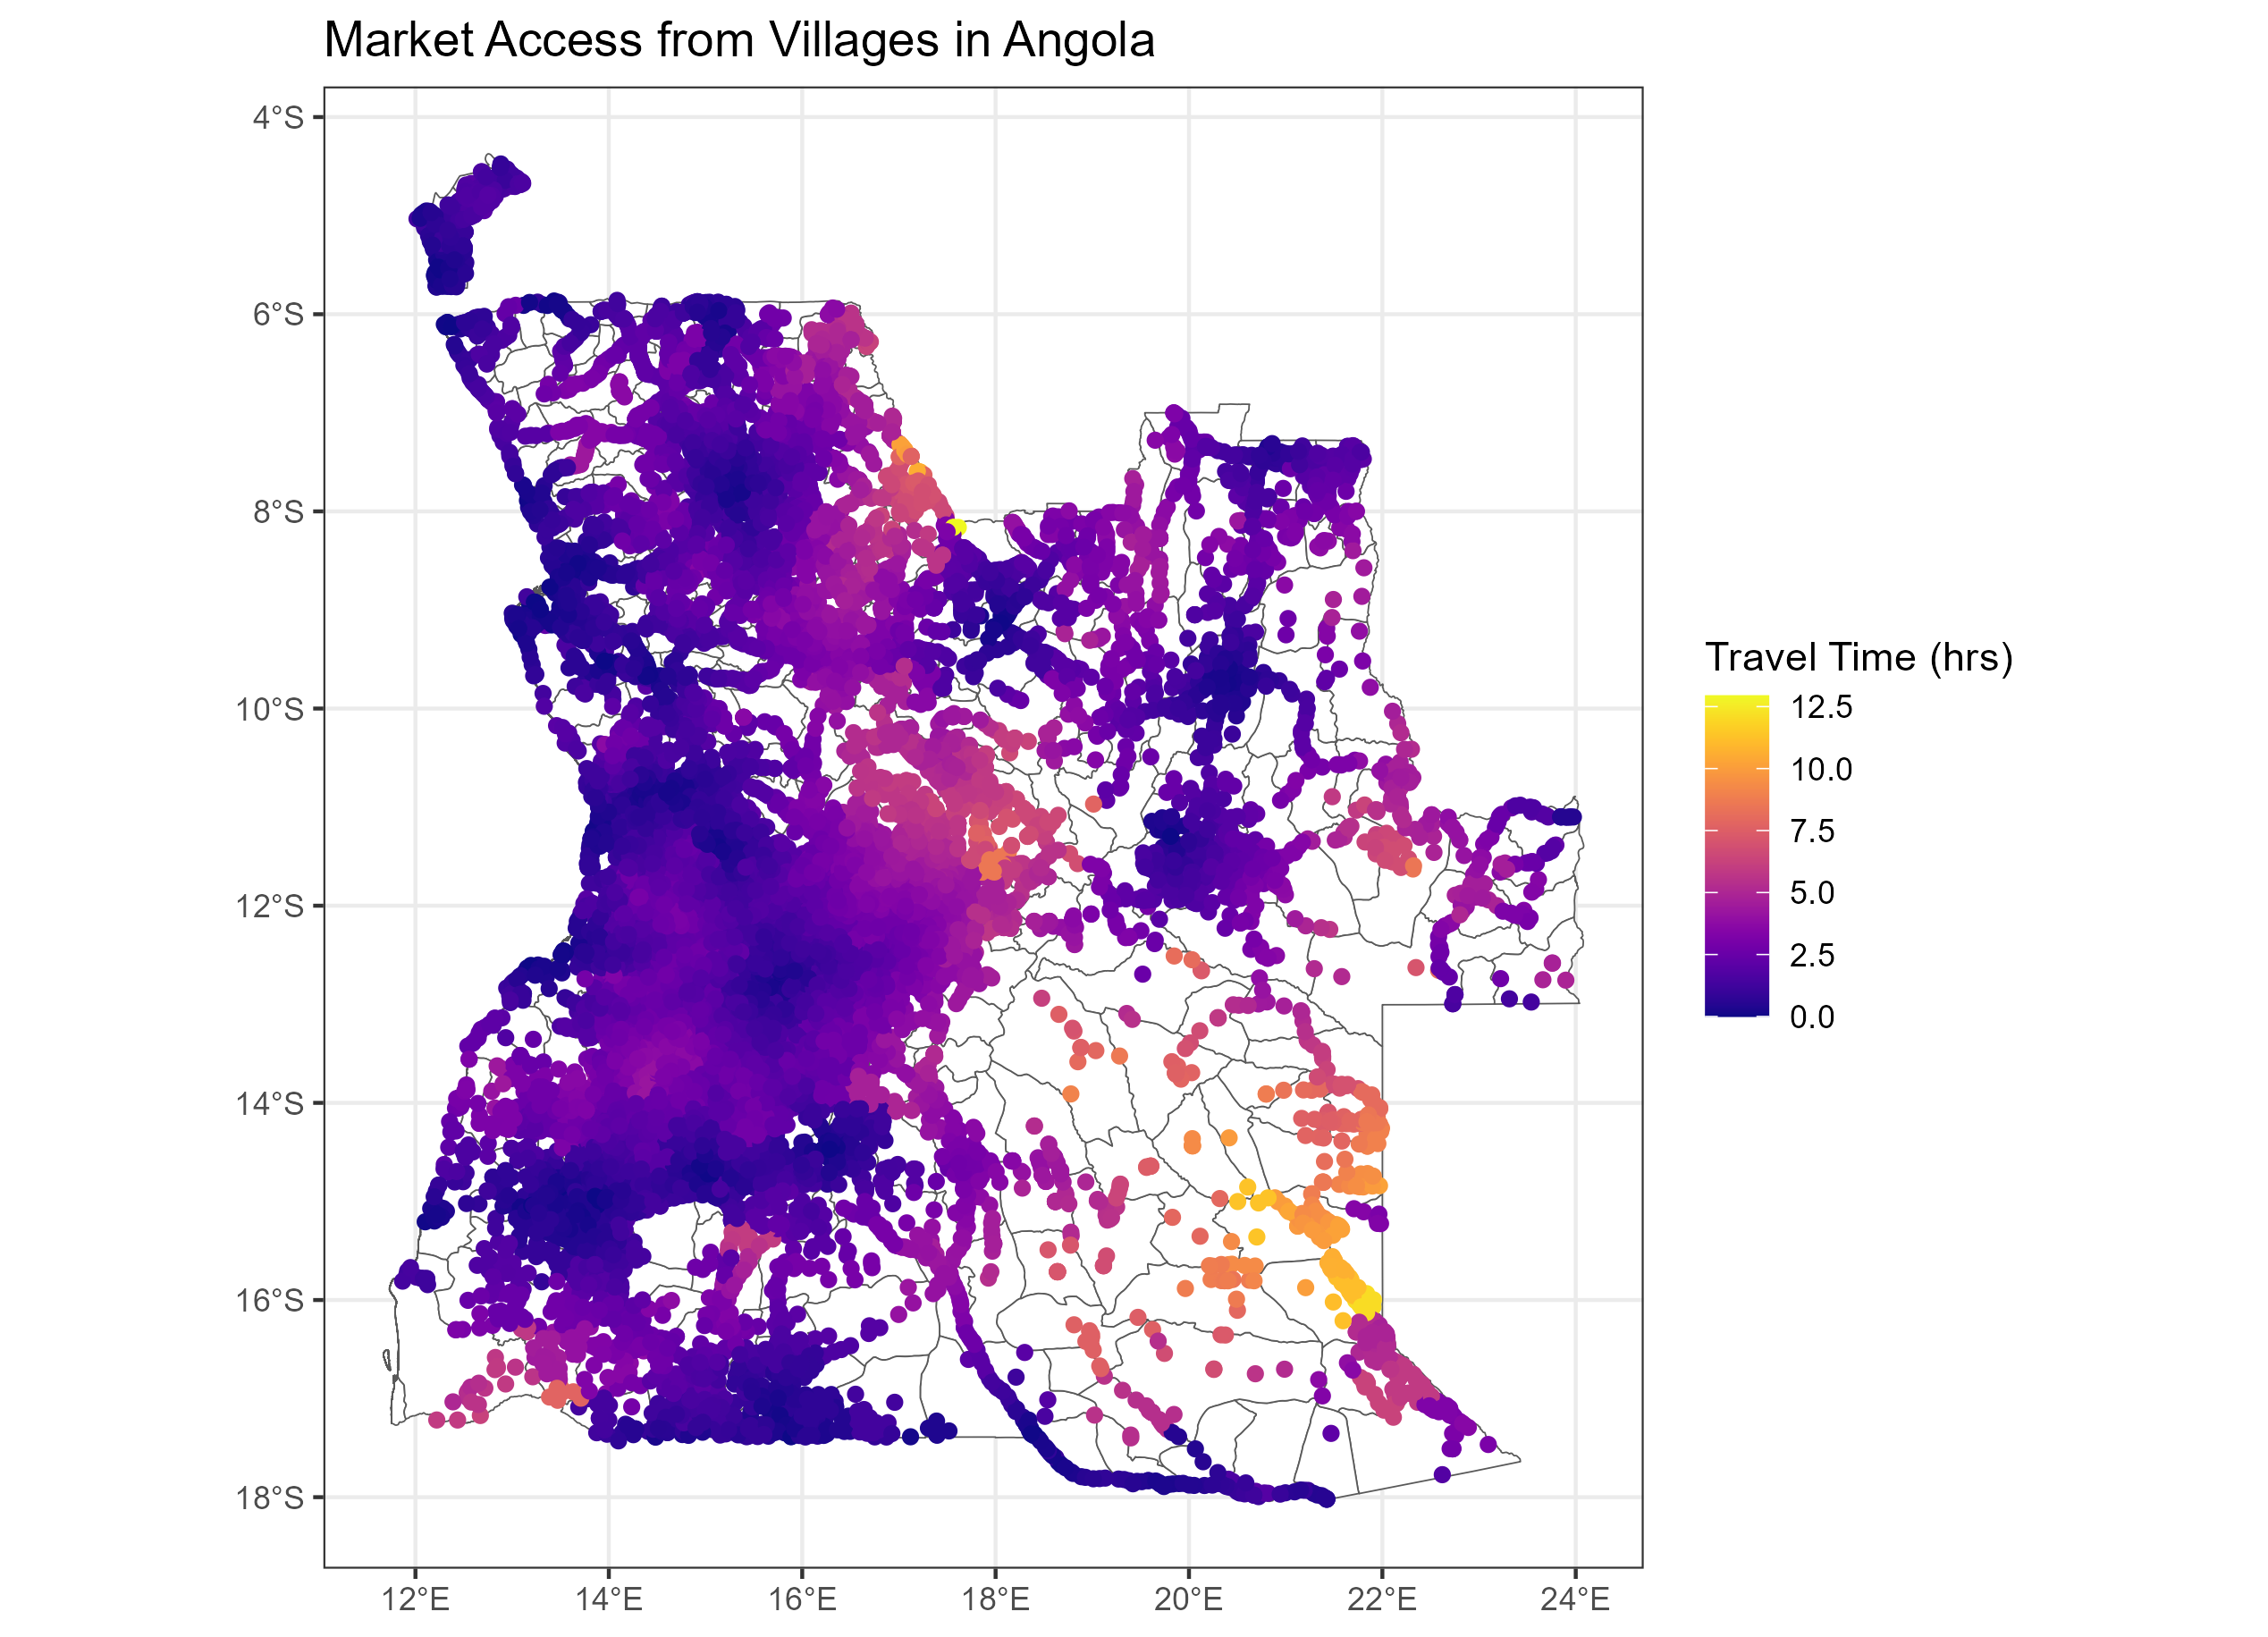 Market Access from Villages in Angola
4°S
6°S
8°S
10°S
12°S
14°S
16°S
18°S
12°E 14°E 16°E 18°E 20°E 22°E 24°E
Travel Time (hrs)
12.5
10.0
7.5
5.0
2.5
0.0